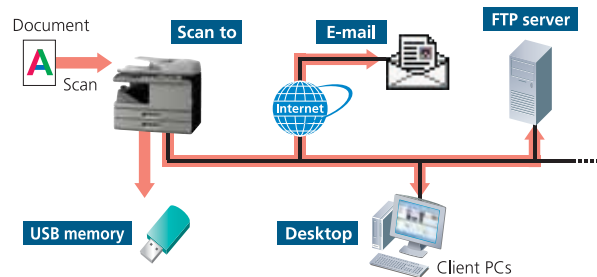 Document
A
Scan
Scan to
E-mail
FTP server
Internet
USB memory
Desktop
Client PCs